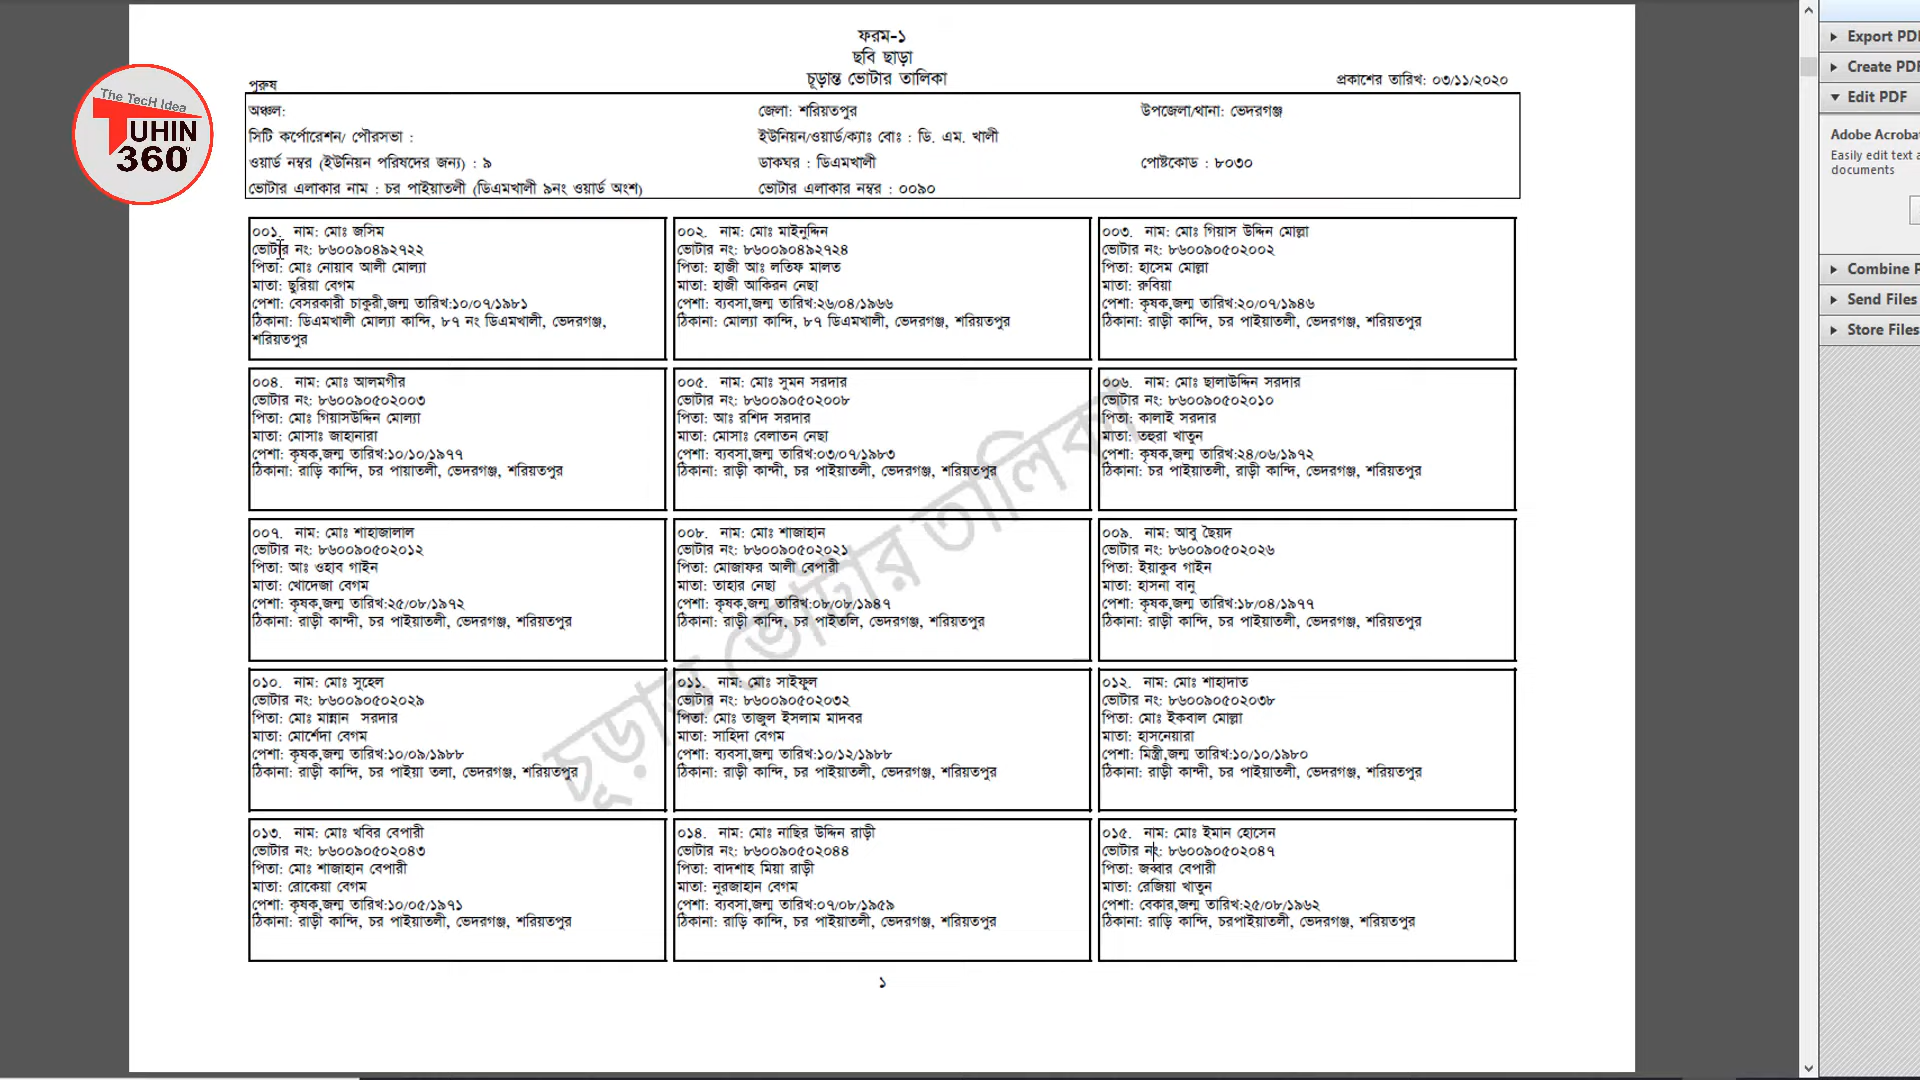 ফরম-১
ছবি ছাড়া
চূড়ান্ত ভোটার তালিকা
পুরুষ
প্রকাশের তারিখ: ০৩/১১/২০২০
অঞ্চল:
জেলা: শরিয়তপুর
উপজেলা/থানা: ভেদরগঞ্জ
সিটি কর্পোরেশন/ পৌরসভা :
ইউনিয়ন/ওয়ার্ড/ক্যাঃ বোঃ : ডি. এম. খালী
ওয়ার্ড নম্বর (ইউনিয়ন পরিষদের জন্য) : ৯
ডাকঘর : ডিএমখালী
পোষ্টকোড : ৮০৩০
ভোটার এলাকার নাম : চর পাইয়াতলী (ডিএমখালী ৯নং ওয়ার্ড অংশ)
ভোটার এলাকার নম্বর : ০০৯০
০০১. নাম: মোঃ জসিম
ভোটার নং: ৮৬০০৯০৪৯২৭২২
পিতা: মোঃ নোয়াব আলী মোল্যা
মাতা: ছুরিয়া বেগম
পেশা: বেসরকারী চাকুরী,জন্ম তারিখ:১০/০৭/১৯৮১
ঠিকানা: ডিএমখালী মোল্যা কান্দি, ৮৭ নং ডিএমখালী, ভেদরগঞ্জ,
শরিয়তপুর
০০২. নাম: মোঃ মাইনুদ্দিন
ভোটার নং: ৮৬০০৯০৪৯২৭২৪
পিতা: হাজী আঃ লতিফ মালত
মাতা: হাজী আকিরন নেছা
পেশা: ব্যবসা,জন্ম তারিখ:২৬/০৪/১৯৬৬
ঠিকানা: মোল্যা কান্দি, ৮৭ ডিএমখালী, ভেদরগঞ্জ, শরিয়তপুর
০০৩. নাম: মোঃ গিয়াস উদ্দিন মোল্লা
ভোটার নং: ৮৬০০৯০৫০২০০২
পিতা: হাসেম মোল্লা
মাতা: রুবিয়া
পেশা: কৃষক,জন্ম তারিখ:২০/০৭/১৯৪৬
ঠিকানা: রাড়ী কান্দি, চর পাইয়াতলী, ভেদরগঞ্জ, শরিয়তপুর
০০৪. নাম: মোঃ আলমগীর
ভোটার নং: ৮৬০০৯০৫০২০০৩
পিতা: মোঃ গিয়াসউদ্দিন মোল্যা
মাতা: মোসাঃ জাহানারা
পেশা: কৃষক,জন্ম তারিখ:১০/১০/১৯৭৭
ঠিকানা: রাড়ি কান্দি, চর পায়াতলী, ভেদরগঞ্জ, শরিয়তপুর
০০৫. নাম: মোঃ সুমন সরদার
ভোটার নং: ৮৬০০৯০৫০২০০৮
পিতা: আঃ রশিদ সরদার
মাতা: মোসাঃ বেলাতন নেছা
পেশা: ব্যবসা,জন্ম তারিখ:০৩/০৭/১৯৮৩
ঠিকানা: রাড়ী কান্দী, চর পাইয়াতলী, ভেদরগঞ্জ, শরিয়তপুর
০০৬. নাম: মোঃ ছালাউদ্দিন সরদার
ভোটার নং: ৮৬০০৯০৫০২০১০
পিতা: কালাই সরদার
মাতা: তহুরা খাতুন
পেশা: কৃষক,জন্ম তারিখ:২৪/০৬/১৯৭২
ঠিকানা: চর পাইয়াতলী, রাড়ী কান্দি, ভেদরগঞ্জ, শরিয়তপুর
০০৭. নাম: মোঃ শাহাজালাল
ভোটার নং: ৮৬০০৯০৫০২০১২
পিতা: আঃ ওহাব গাইন
মাতা: খোদেজা বেগম
পেশা: কৃষক,জন্ম তারিখ:২৫/০৮/১৯৭২
ঠিকানা: রাড়ী কান্দী, চর পাইয়াতলী, ভেদরগঞ্জ, শরিয়তপুর
০০৮. নাম: মোঃ শাজাহান
ভোটার নং: ৮৬০০৯০৫০২০২১
পিতা: মোজাফর আলী বেপারী
মাতা: তাহার নেছা
পেশা: কৃষক,জন্ম তারিখ:০৮/০৮/১৯৪৭
ঠিকানা: রাড়ী কান্দি, চর পাইতলি, ভেদরগঞ্জ, শরিয়তপুর
০০৯. নাম: আবু ছৈয়দ
ভোটার নং: ৮৬০০৯০৫০২০২৬
পিতা: ইয়াকুব গাইন
মাতা: হাসনা বানু
পেশা: কৃষক,জন্ম তারিখ:১৮/০৪/১৯৭৭
ঠিকানা: রাড়ী কান্দি, চর পাইয়াতলী, ভেদরগঞ্জ, শরিয়তপুর
০১০. নাম: মোঃ সুহেল
ভোটার নং: ৮৬০০৯০৫০২০২৯
পিতা: মোঃ মান্নান সরদার
মাতা: মোর্শেদা বেগম
পেশা: কৃষক,জন্ম তারিখ:১০/০৯/১৯৮৮
ঠিকানা: রাড়ী কান্দি, চর পাইয়া তলা, ভেদরগঞ্জ, শরিয়তপুর
০১১. নাম: মোঃ সাইফুল
ভোটার নং: ৮৬০০৯০৫০২০৩২
পিতা: মোঃ তাজুল ইসলাম মাদবর
মাতা: সাহিদা বেগম
পেশা: ব্যবসা,জন্ম তারিখ:১০/১২/১৯৮৮
ঠিকানা: রাড়ী কান্দি, চর পাইয়াতলী, ভেদরগঞ্জ, শরিয়তপুর
০১২. নাম: মোঃ শাহাদাত
ভোটার নং: ৮৬০০৯০৫০২০৩৮
পিতা: মোঃ ইকবাল মোল্লা
মাতা: হাসনেয়ারা
পেশা: মিস্ত্রী,জন্ম তারিখ:১০/১০/১৯৮০
ঠিকানা: রাড়ী কান্দী, চর পাইয়াতলী, ভেদরগঞ্জ, শরিয়তপুর
০১৩. নাম: মোঃ খবির বেপারী
ভোটার নং: ৮৬০০৯০৫০২০৪৩
পিতা: মোঃ শাজাহান বেপারী
মাতা: রোকেয়া বেগম
পেশা: কৃষক,জন্ম তারিখ:১০/০৫/১৯৭১
ঠিকানা: রাড়ী কান্দি, চর পাইয়াতলী, ভেদরগঞ্জ, শরিয়তপুর
০১৪. নাম: মোঃ নাছির উদ্দিন রাড়ী
ভোটার নং: ৮৬০০৯০৫০২০৪৪
পিতা: বাদশাহ মিয়া রাড়ী
মাতা: নুরজাহান বেগম
পেশা: ব্যবসা,জন্ম তারিখ:০৭/০৮/১৯৫৯
ঠিকানা: রাড়ি কান্দি, চর পাইয়াতলী, ভেদরগঞ্জ, শরিয়তপুর
০১৫. নাম: মোঃ ইমান হোসেন
ভোটার নং: ৮৬০০৯০৫০২০৪৭
পিতা: জব্বার বেপারী
মাতা: রেজিয়া খাতুন
পেশা: বেকার,জন্ম তারিখ:২৫/০৮/১৯৬২
ঠিকানা: রাড়ি কান্দি, চরপাইয়াতলী, ভেদরগঞ্জ, শরিয়তপুর
চূড়ান্ত ভোটার তালিকা
১
The TecH Idea
TUHIN
360°
Export PDF
Create PDF
Edit PDF
Adobe Acrobat
Easily edit text a
documents
Combine P
Send Files
Store Files